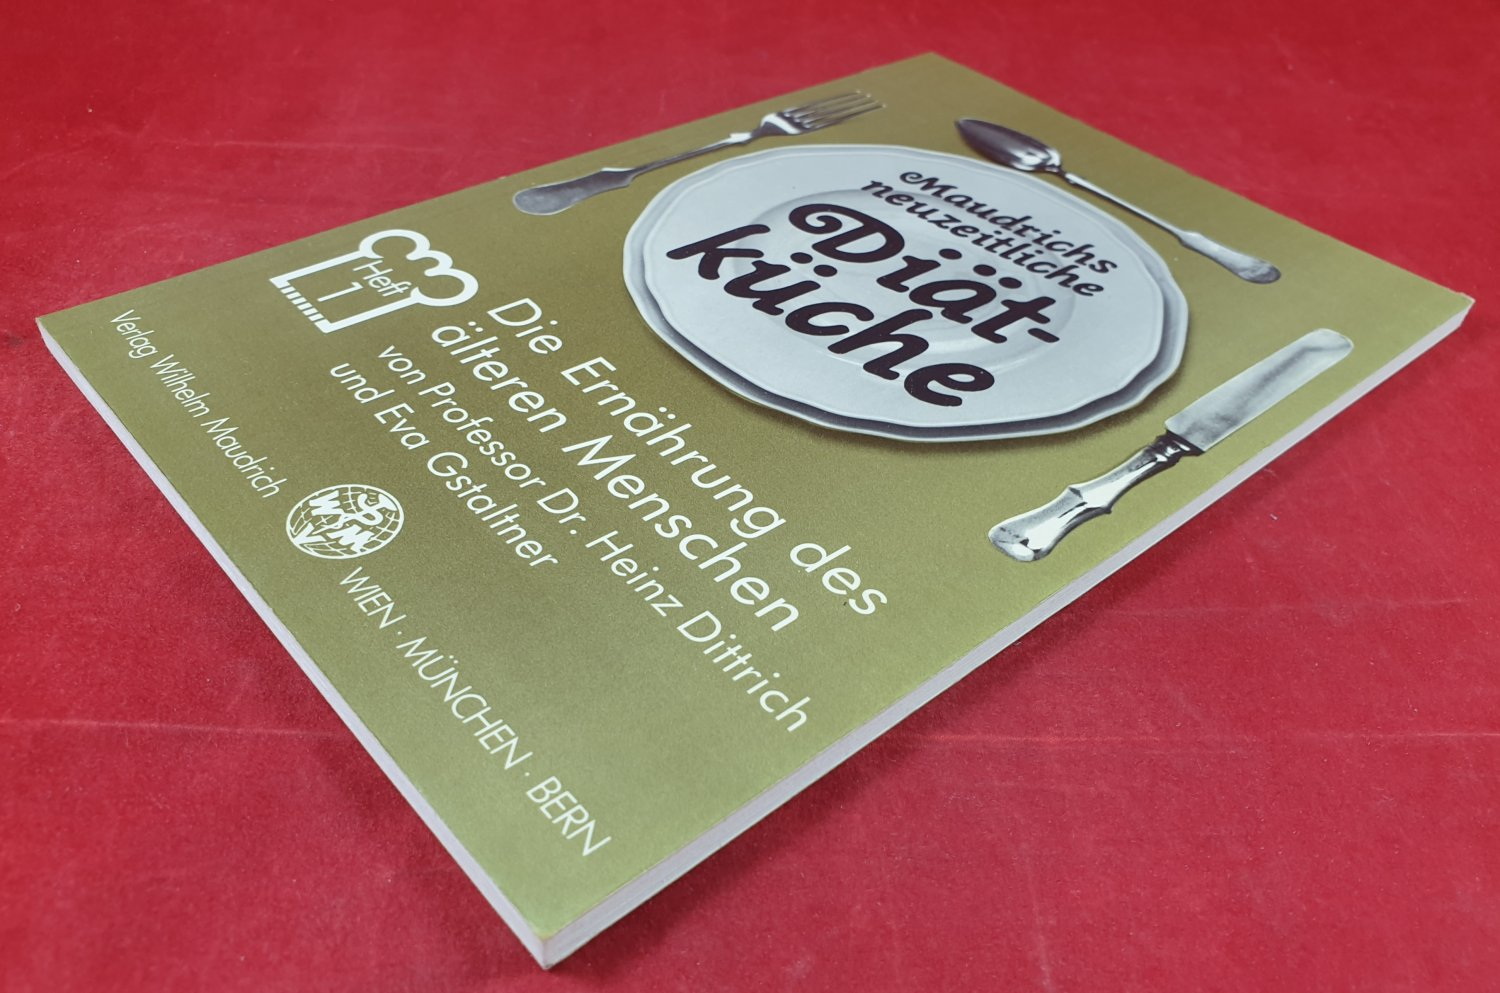 Maudrichs
neuzeitliche
Diät-
küche
Heft
1
Die Ernährung des
älteren Menschen
von Professor Dr. Heinz Dittrich
und Eva Gstaltner
Verlag Wilhelm Maudrich
WIEN · MÜNCHEN · BERN